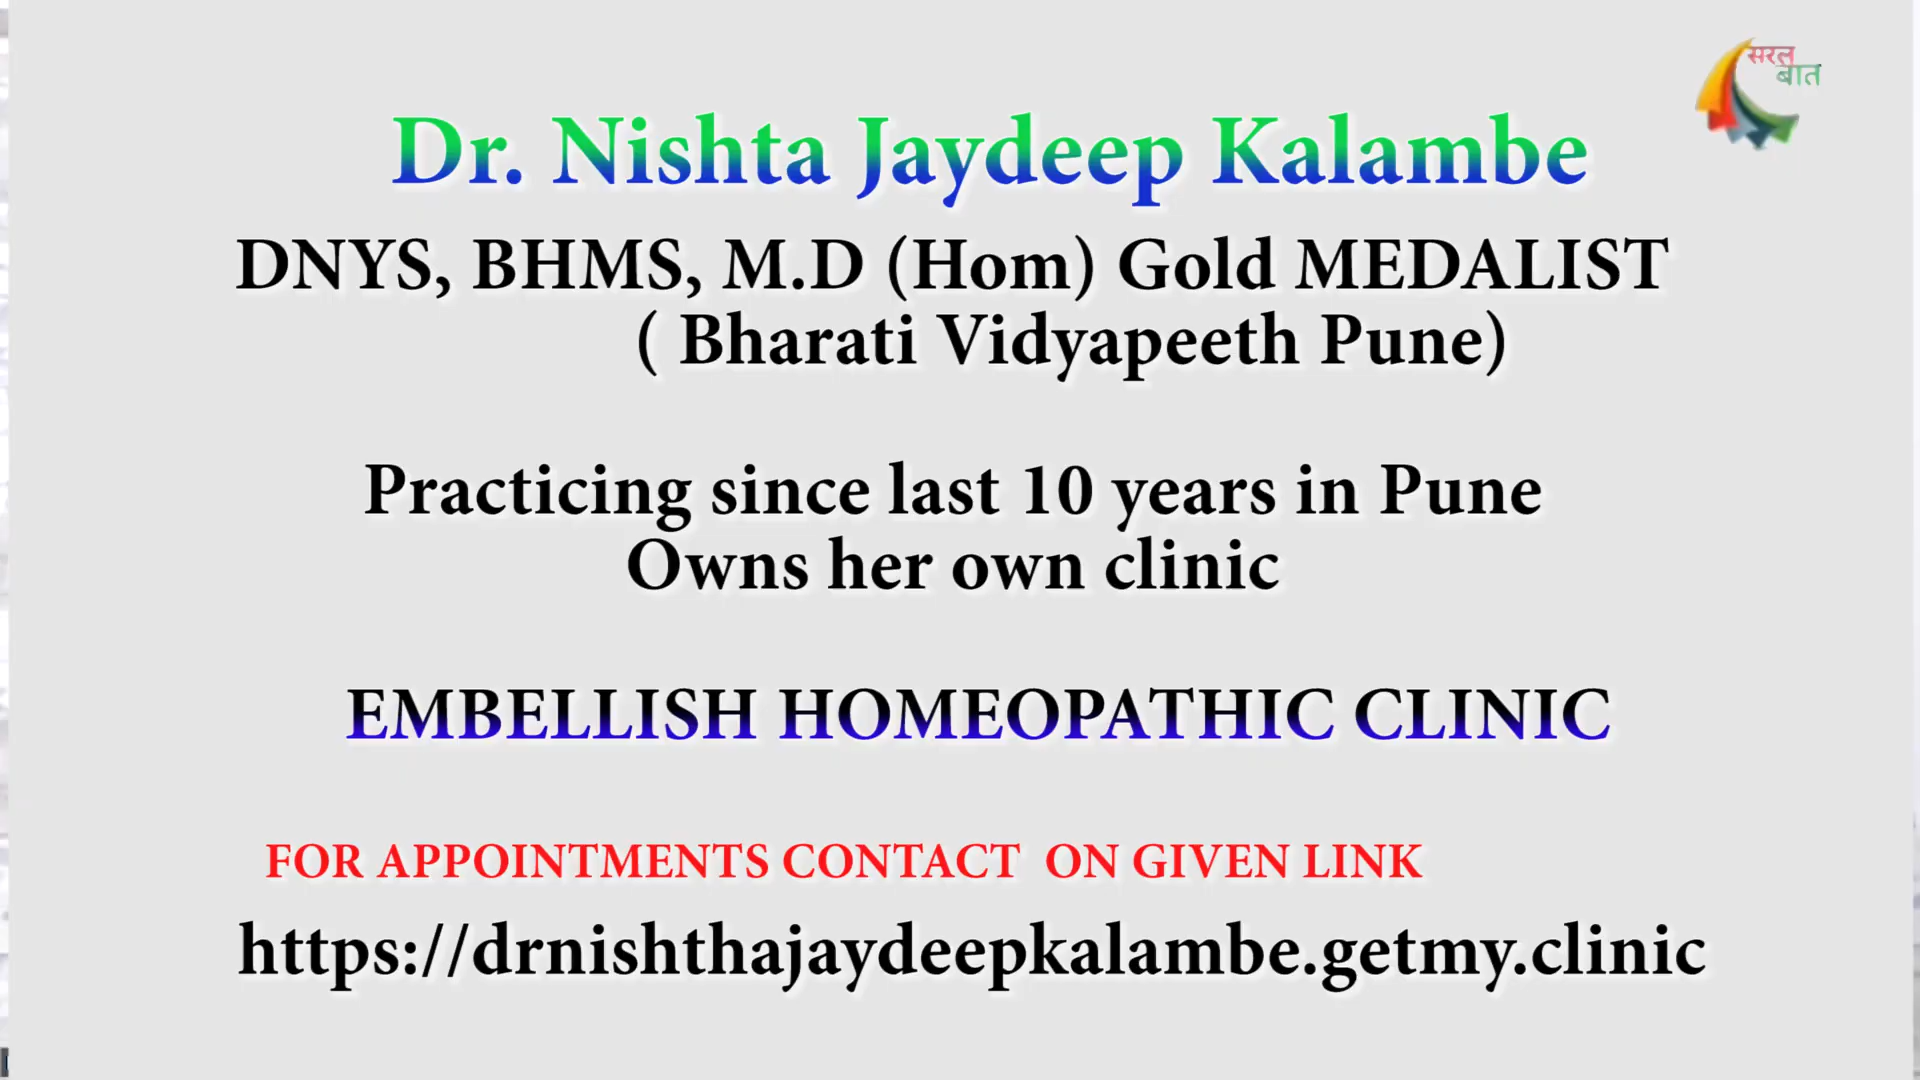 सरल
बात
Dr. Nishta Jaydeep Kalambe
DNYS, BHMS, M.D (Hom) Gold MEDALIST
( Bharati Vidyapeeth Pune)
Practicing since last 10 years in Pune
Owns her own clinic
EMBELLISH HOMEOPATHIC CLINIC
FOR APPOINTMENTS CONTACT ON GIVEN LINK
https://drnishthajaydeepkalambe.getmy.clinic